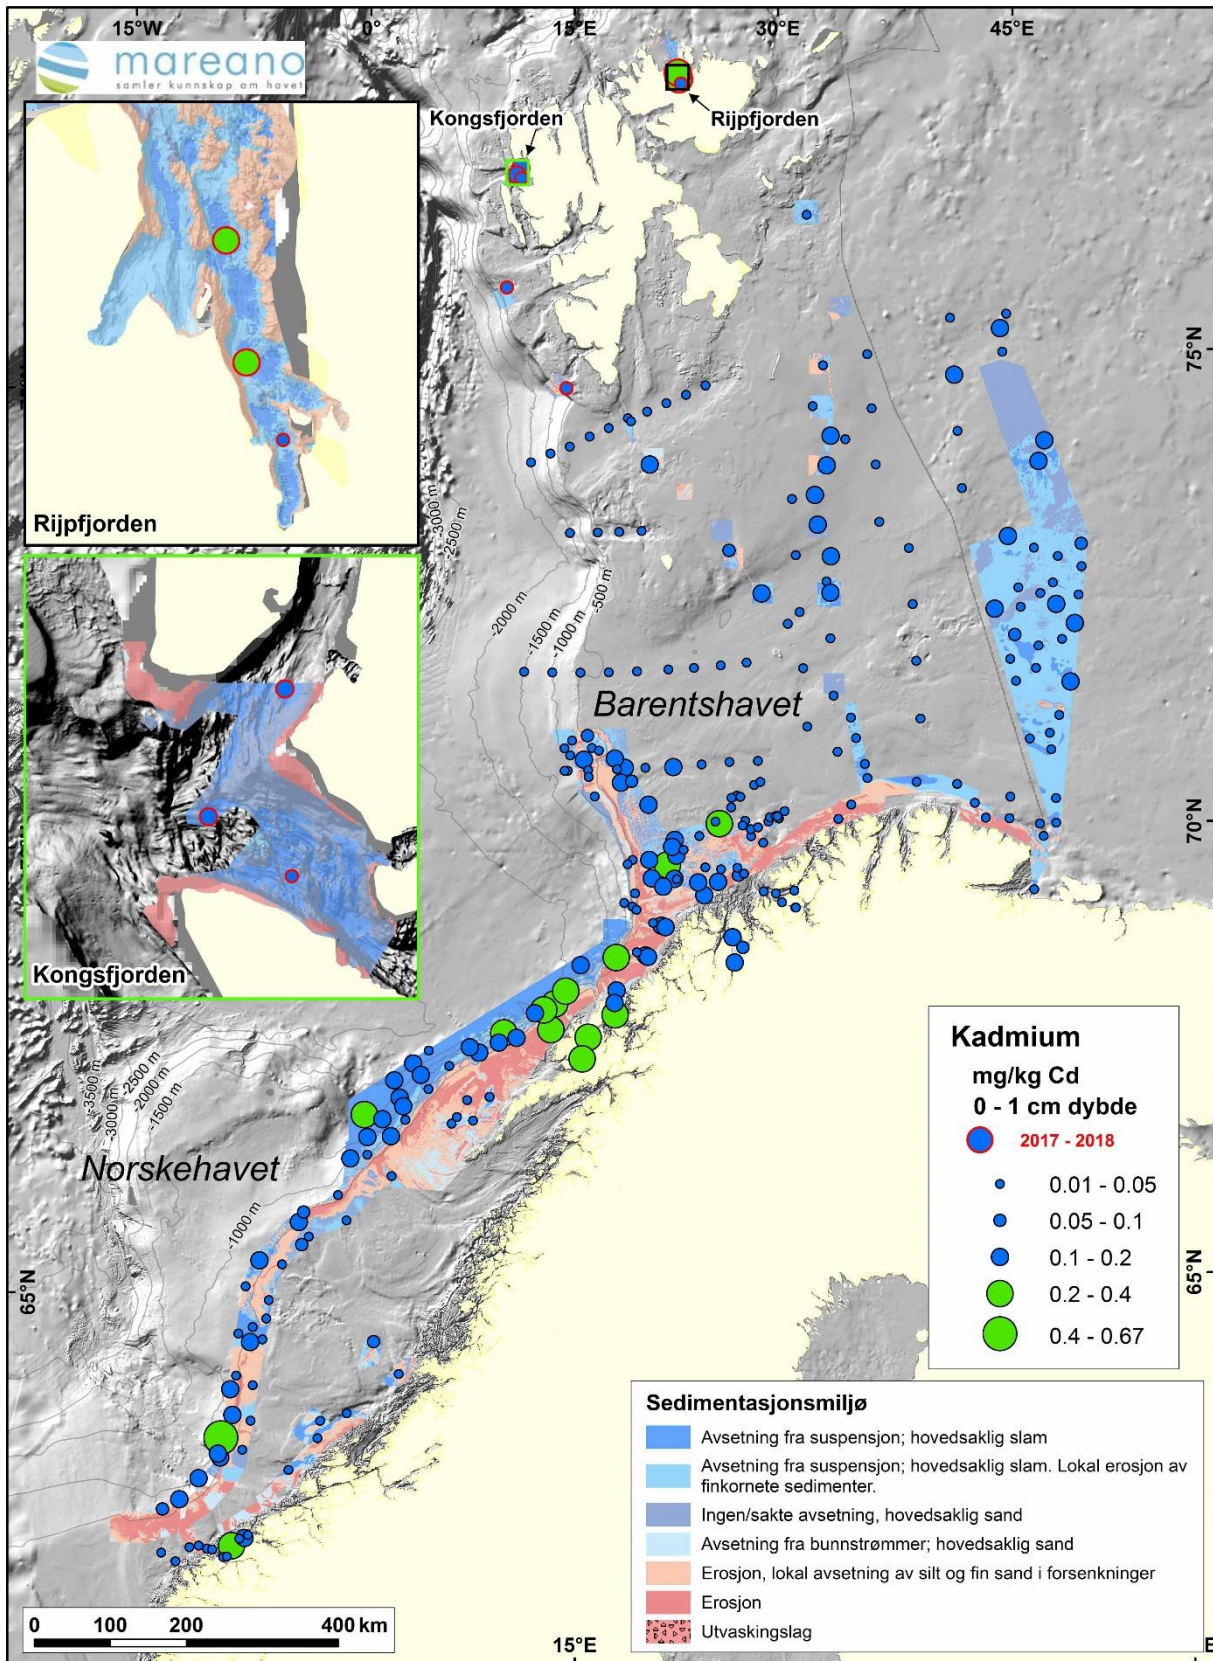 15°W 0° 15°E 30°E 45°E
mareano
samler kunnskap om havet
Kongsfjorden
Rijpfjorden
Rijpfjorden
75°N
-3000 m
-2500 m
-2000 m
-1500 m
-1000 m
-500 m
Barentshavet
70°N
Kongsfjorden
-3500 m
-3000 m
-2500 m
-2000 m
-1500 m
Norskehavet
-1000 m
65°N
65°N
Kadmium
mg/kg Cd
0 - 1 cm dybde
2017 - 2018
0.01 - 0.05
0.05 - 0.1
0.1 - 0.2
0.2 - 0.4
0.4 - 0.67
Sedimentasjonsmiljø
Avsetning fra suspensjon; hovedsaklig slam
Avsetning fra suspensjon; hovedsaklig slam. Lokal erosjon av
finkornete sedimenter.
Ingen/sakte avsetning, hovedsaklig sand
Avsetning fra bunnstrømmer; hovedsaklig sand
Erosjon, lokal avsetning av silt og fin sand i forsenkninger
Erosjon
Utvaskingslag
0 100 200 400 km
15°E